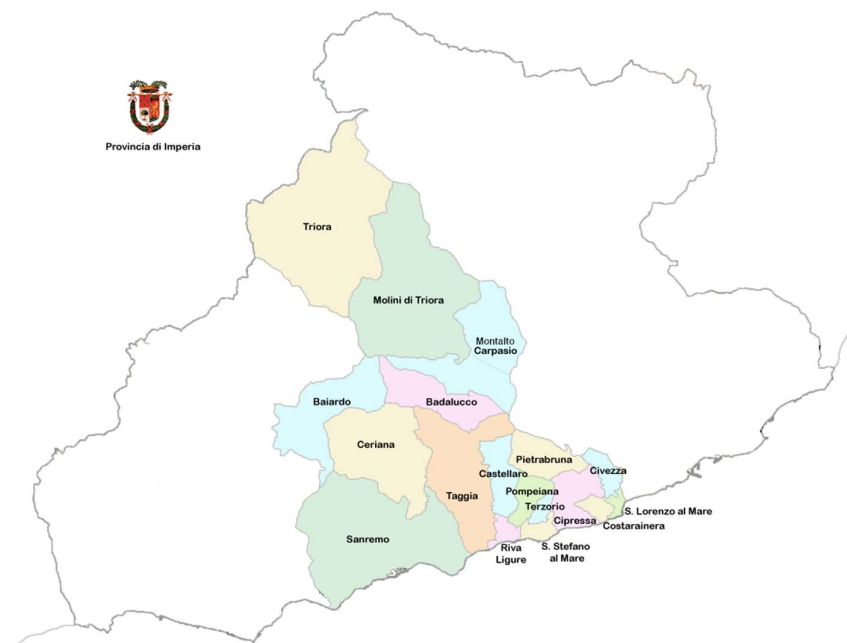 Provincia di Imperia
Triora
Molini di Triora
Montalto
Carpasio
Baiardo
Badalucco
Ceriana
Pietrabruna
Civezza
Castellaro
Taggia
Pompeiana
Terzorio
S. Lorenzo al Mare
Cipressa
Costarainera
Sanremo
Riva
Ligure
S. Stefano
al Mare